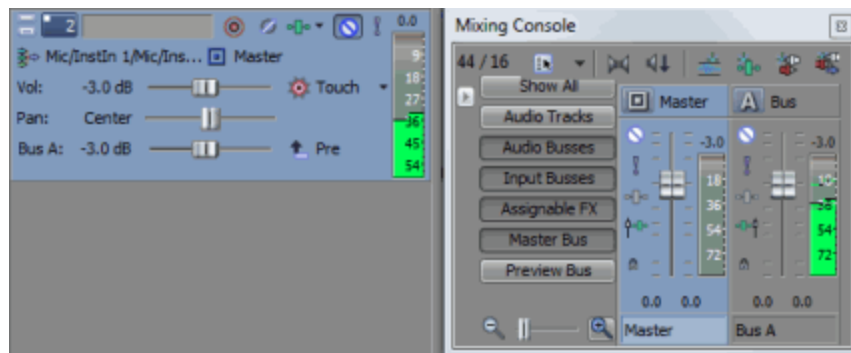 2
0.0
Mic/InstIn 1/Mic/Ins... Master
Vol: -3.0 dB Touch
Pan: Center
Bus A: -3.0 dB Pre
9
18
27
36
45
54
Mixing Console
44 / 16
Show All
Audio Tracks
Audio Busses
Input Busses
Assignable FX
Master Bus
Preview Bus
Master
-3.0
18
36
54
72
0.0 0.0
Master
A Bus
-3.0
18
36
54
72
0.0 0.0
Bus A